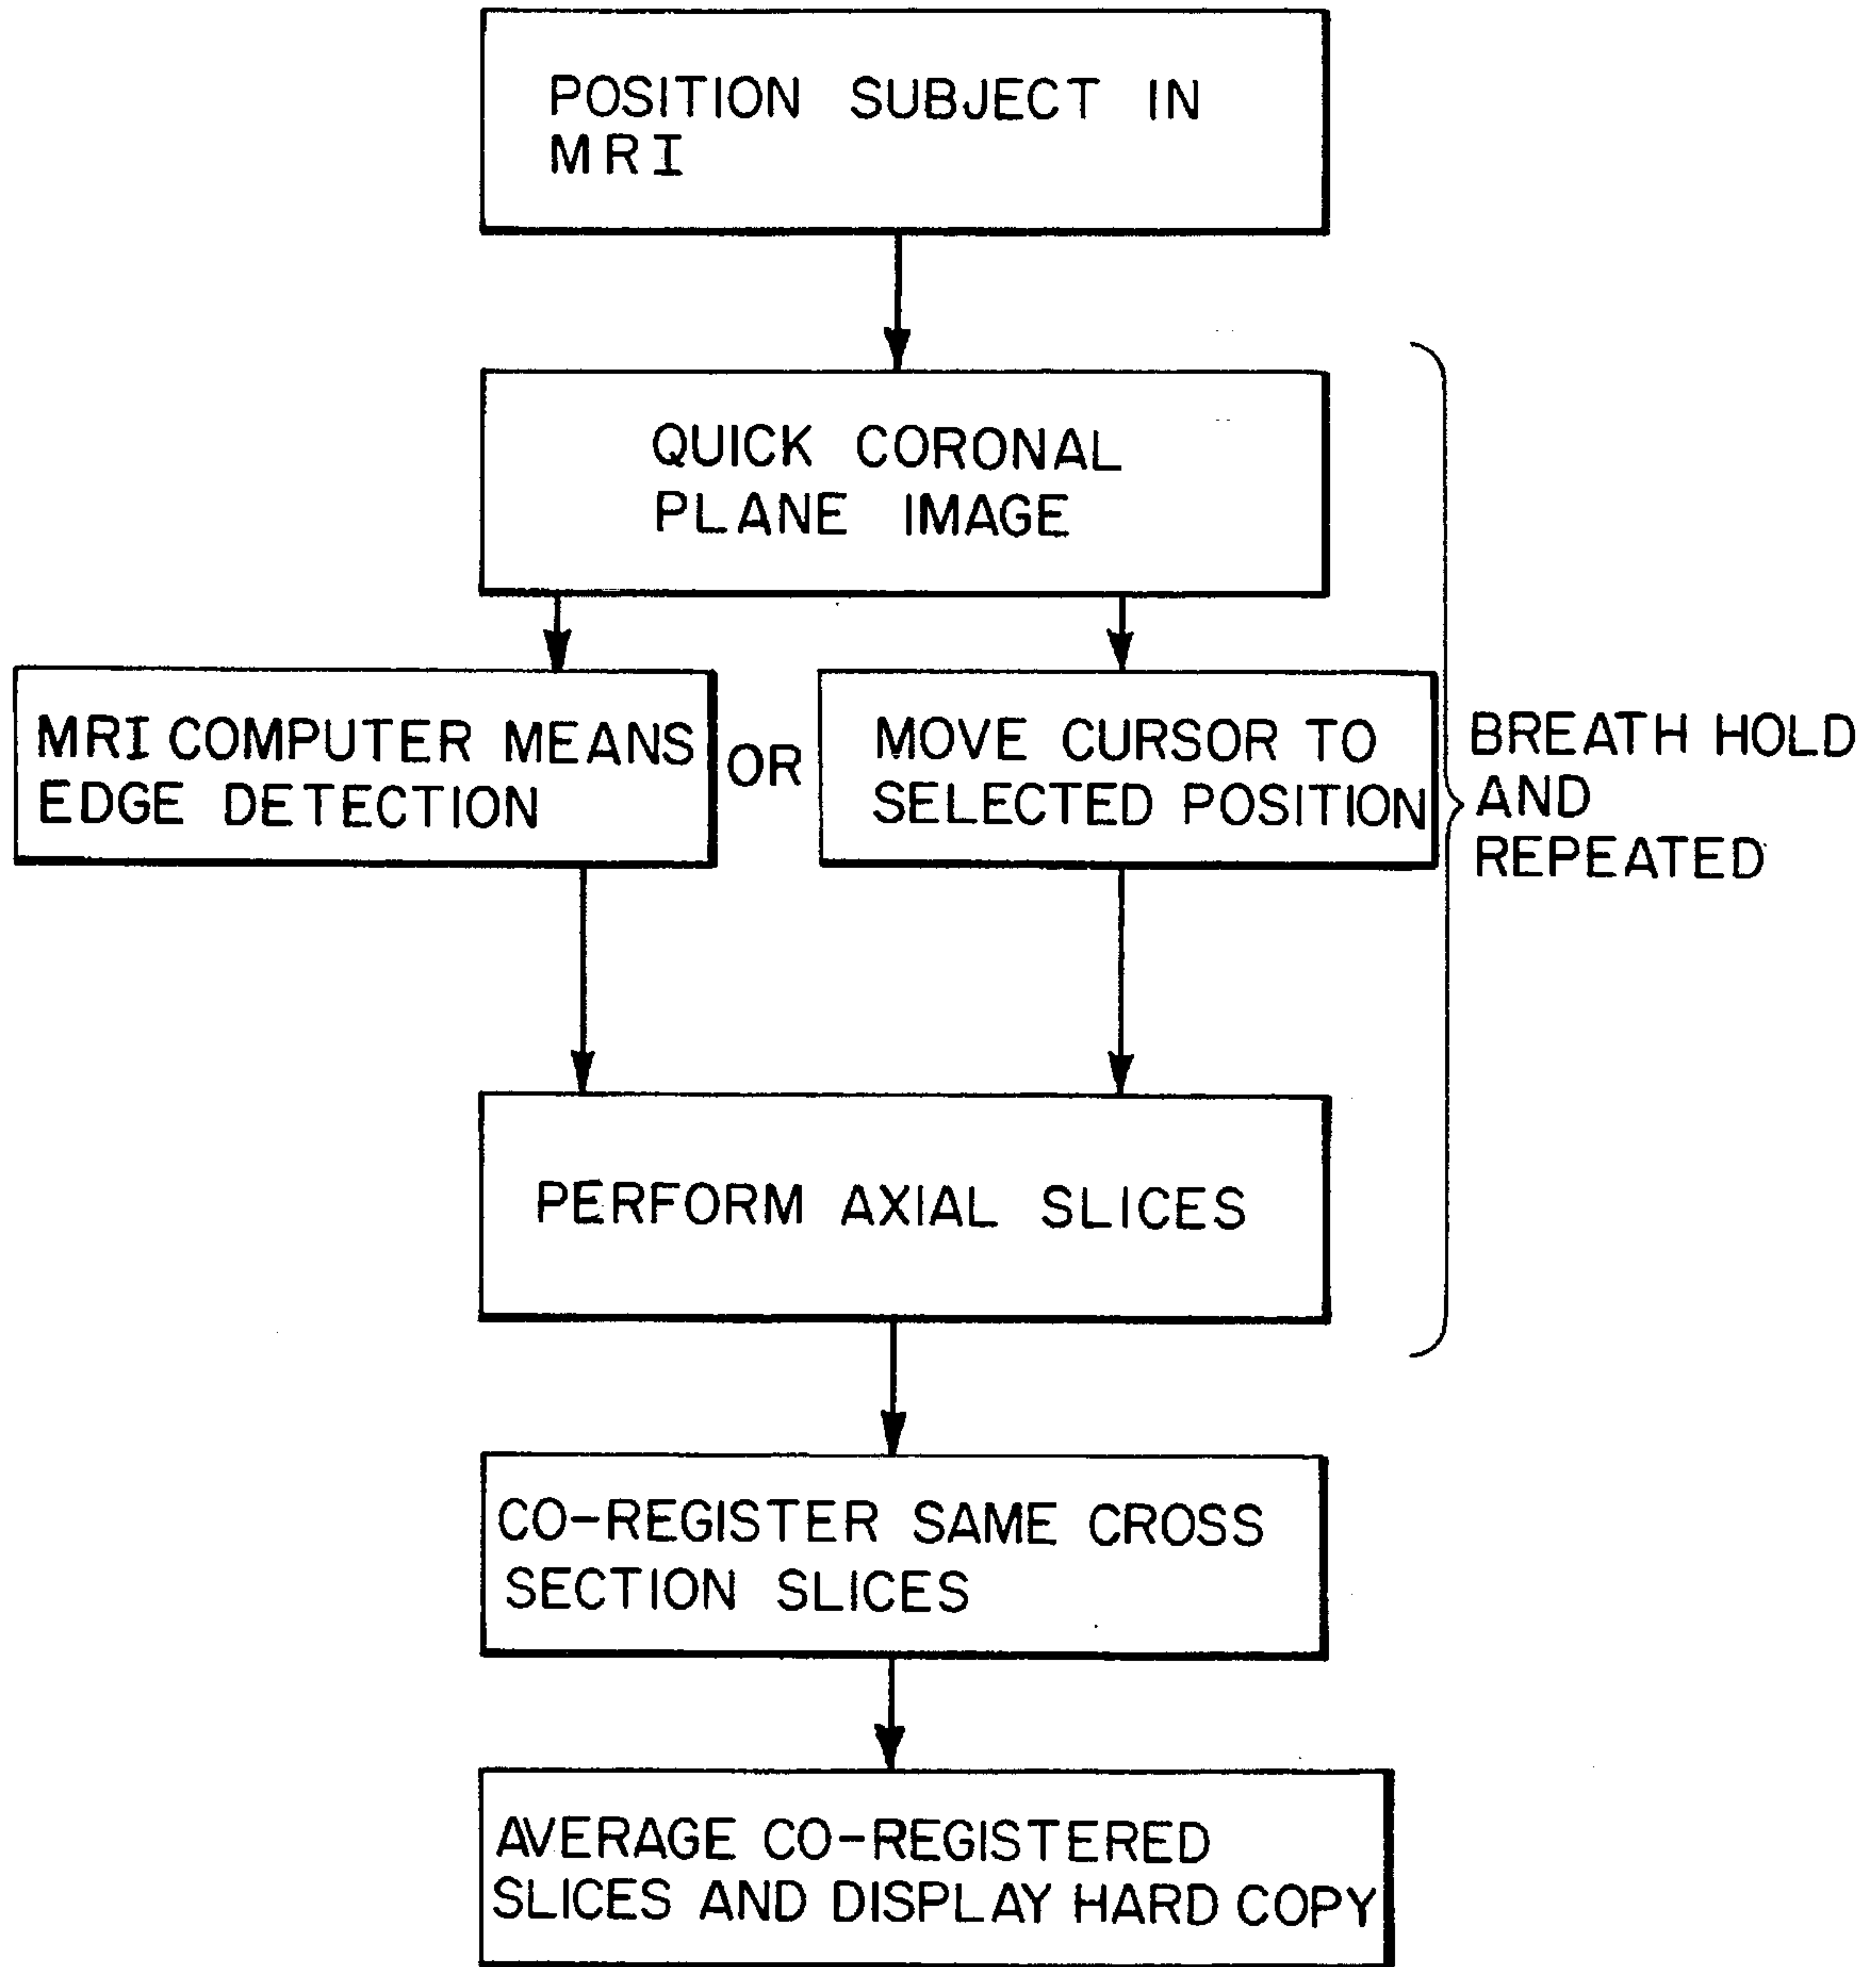 POSITION SUBJECT IN
MRI
QUICK CORONAL
PLANE IMAGE
MRI COMPUTER MEANS
EDGE DETECTION
OR
MOVE CURSOR TO
SELECTED POSITION
BREATH HOLD
AND
REPEATED
PERFORM AXIAL SLICES
CO-REGISTER SAME CROSS
SECTION SLICES
AVERAGE CO-REGISTERED
SLICES AND DISPLAY HARD COPY